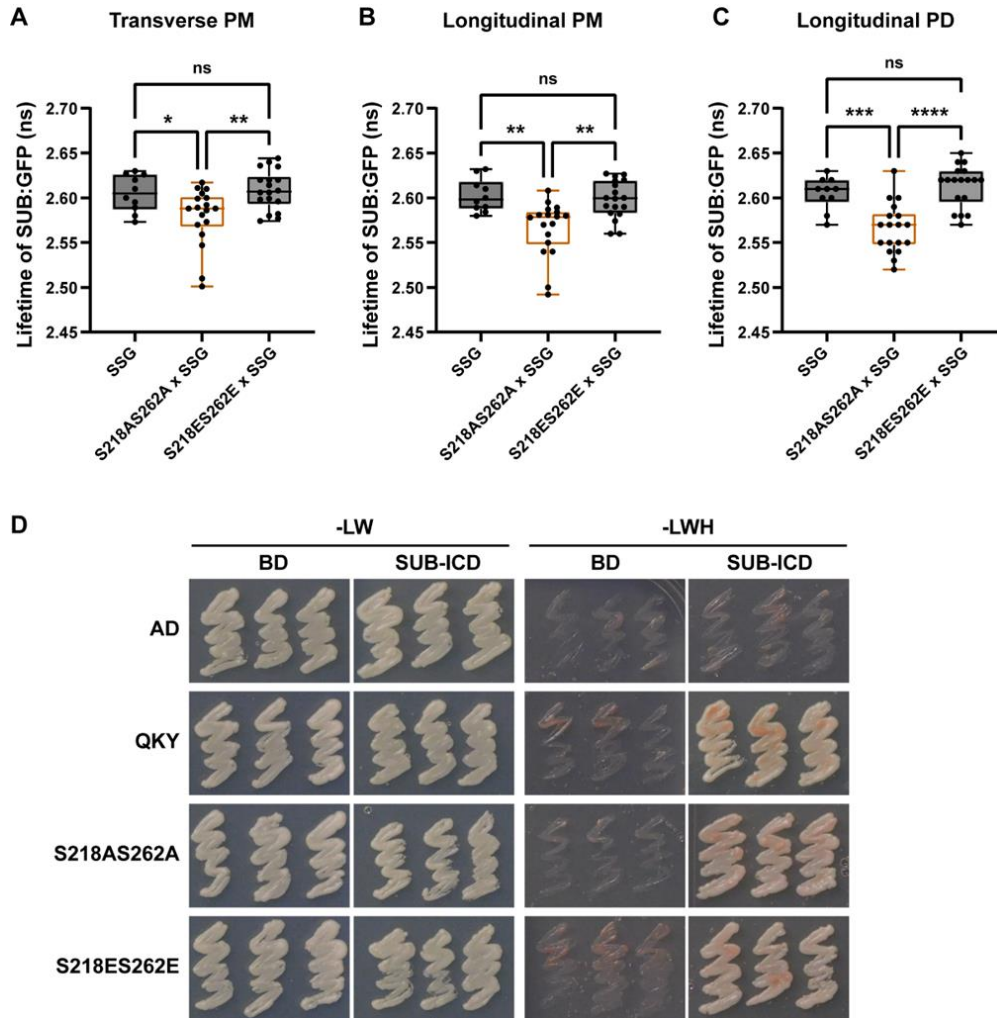 A Transverse PM
ns
* **
Lifetime of SUB:GFP (ns)
2.70
2.65
2.60
2.55
2.50
2.45
SSG
S218AS262A x SSG
S218ES262E x SSG
B Longitudinal PM
ns
** **
Lifetime of SUB:GFP (ns)
2.70
2.65
2.60
2.55
2.50
2.45
SSG
S218AS262A x SSG
S218ES262E x SSG
C Longitudinal PD
ns
*** ****
Lifetime of SUB:GFP (ns)
2.70
2.65
2.60
2.55
2.50
2.45
SSG
S218AS262A x SSG
S218ES262E x SSG
D
-LW -LWH
BD SUB-ICD BD SUB-ICD
AD
QKY
S218AS262A
S218ES262E